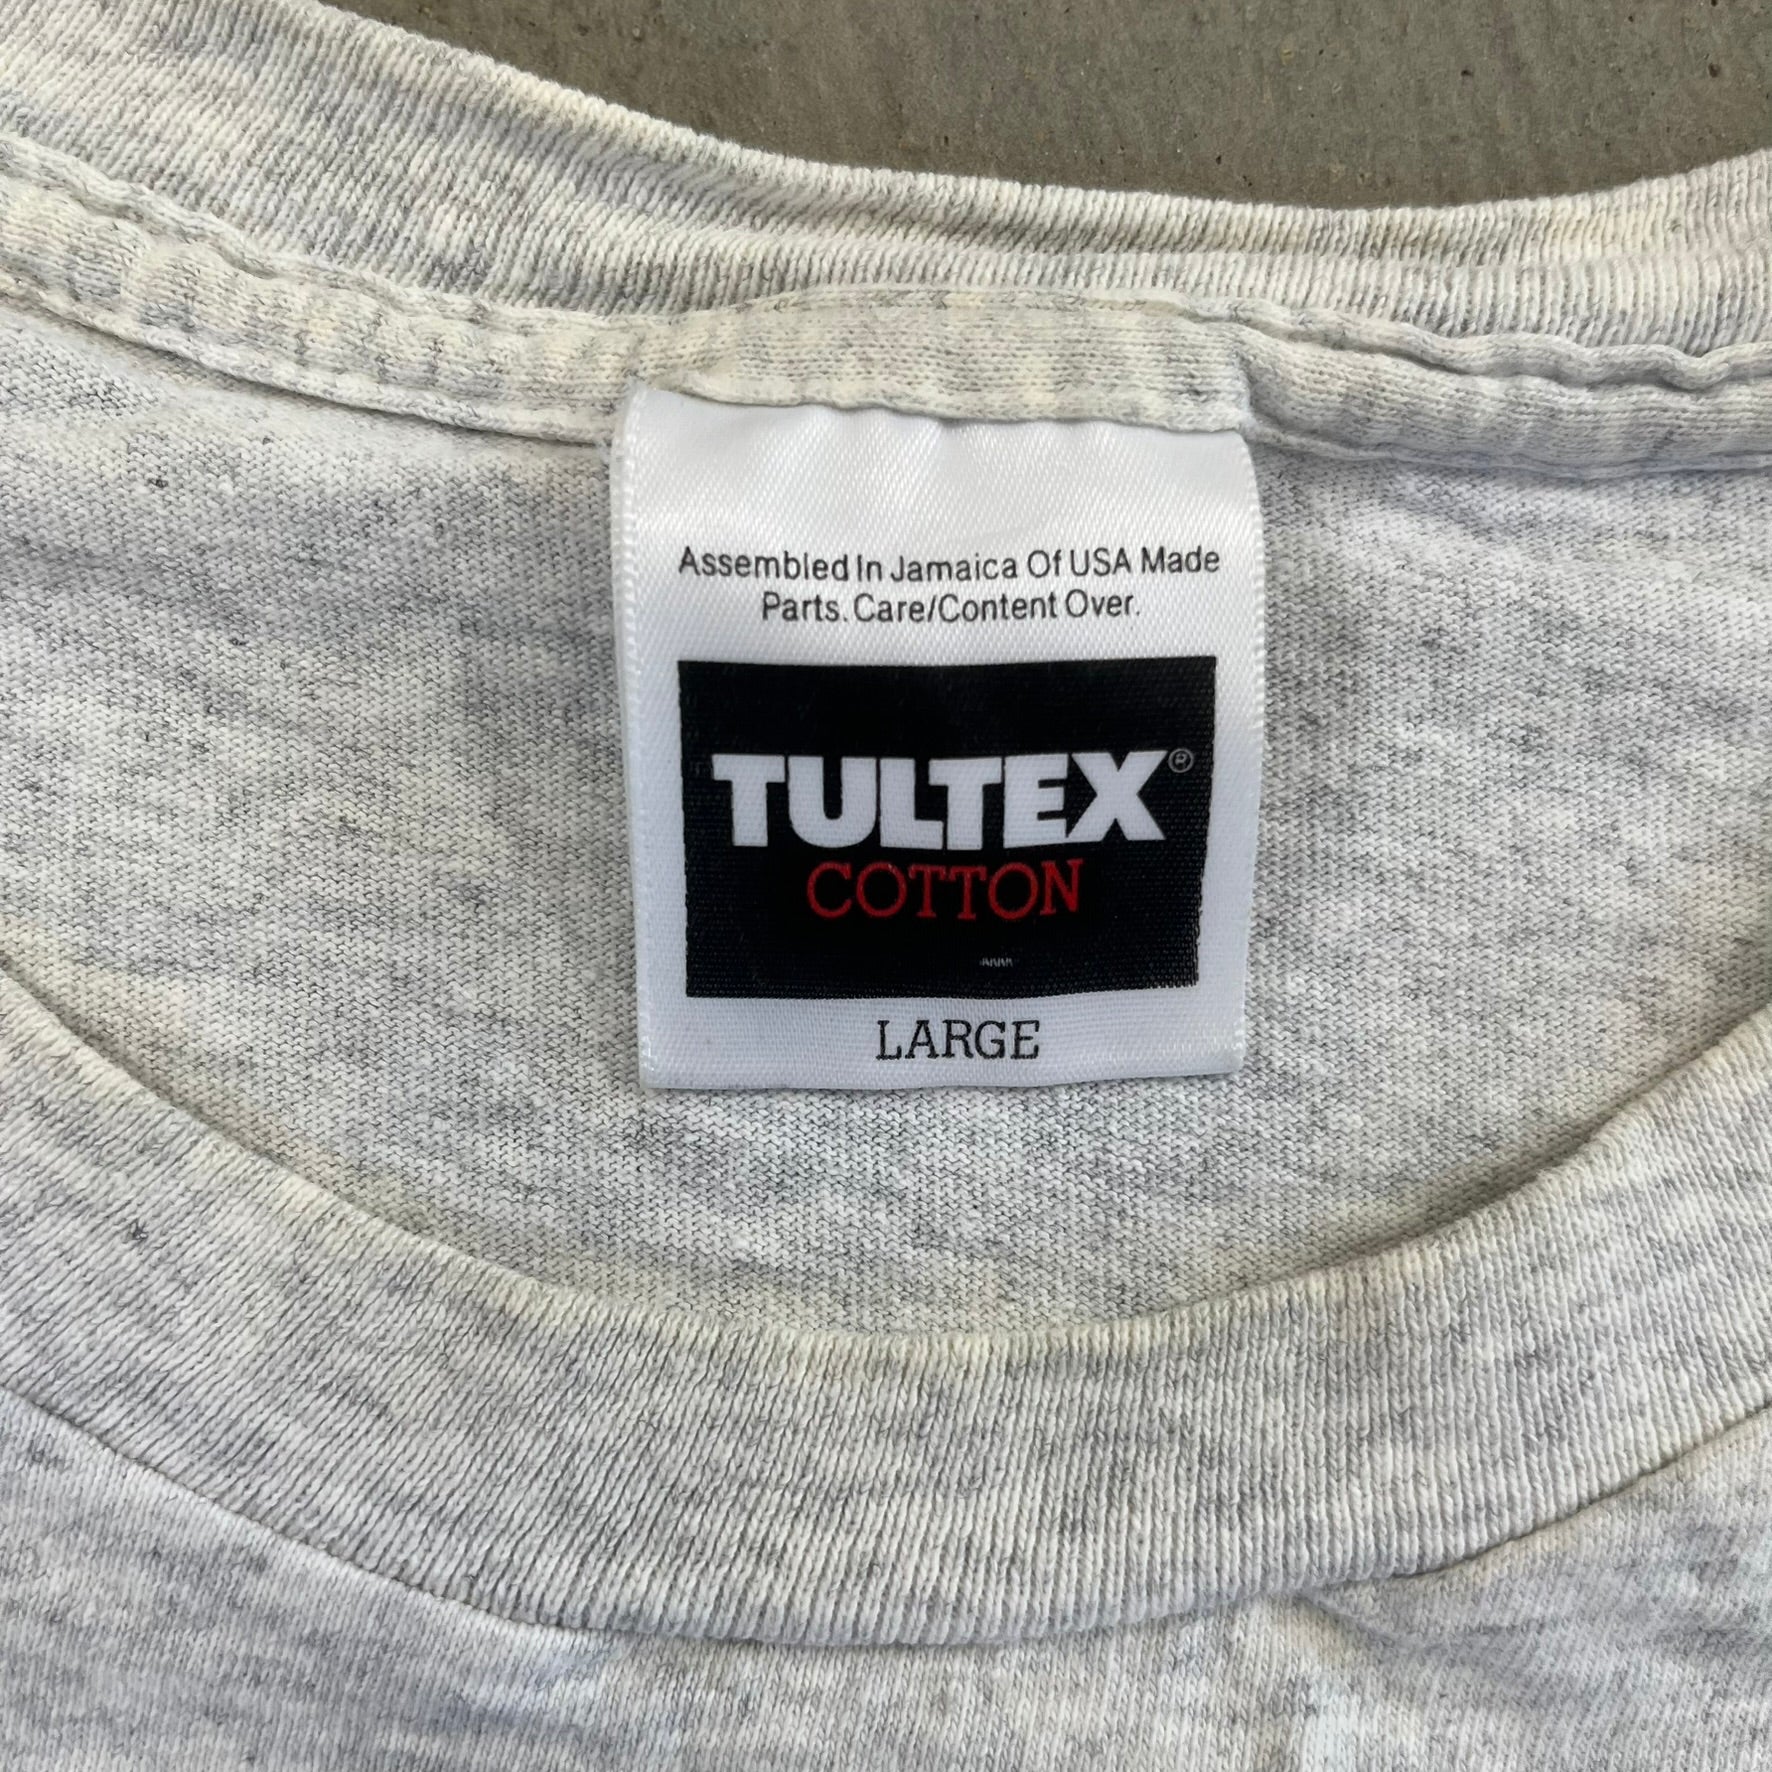 Assembled In Jamaica Of USA Made
Parts. Care/Content Over.
TULTEX®
COTTON
LARGE